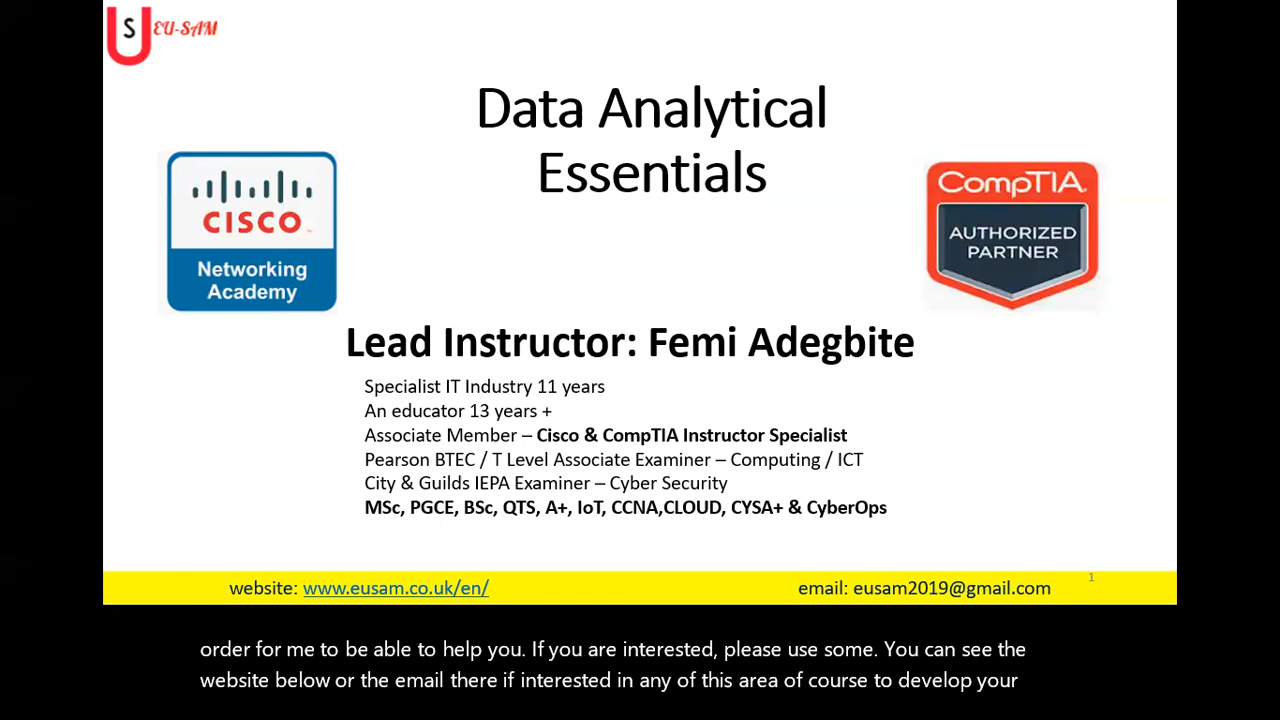 S EU-SAM
Data Analytical
Essentials
CISCO
Networking
Academy
CompTIA.
AUTHORIZED
PARTNER
Lead Instructor: Femi Adegbite
Specialist IT Industry 11 years
An educator 13 years +
Associate Member – Cisco & CompTIA Instructor Specialist
Pearson BTEC / T Level Associate Examiner – Computing / ICT
City & Guilds IEPA Examiner – Cyber Security
MSc, PGCE, BSc, QTS, A+, IoT, CCNA,CLOUD, CYSA+ & CyberOps
website: www.eusam.co.uk/en/
email: eusam2019@gmail.com
1
order for me to be able to help you. If you are interested, please use some. You can see the
website below or the email there if interested in any of this area of course to develop your